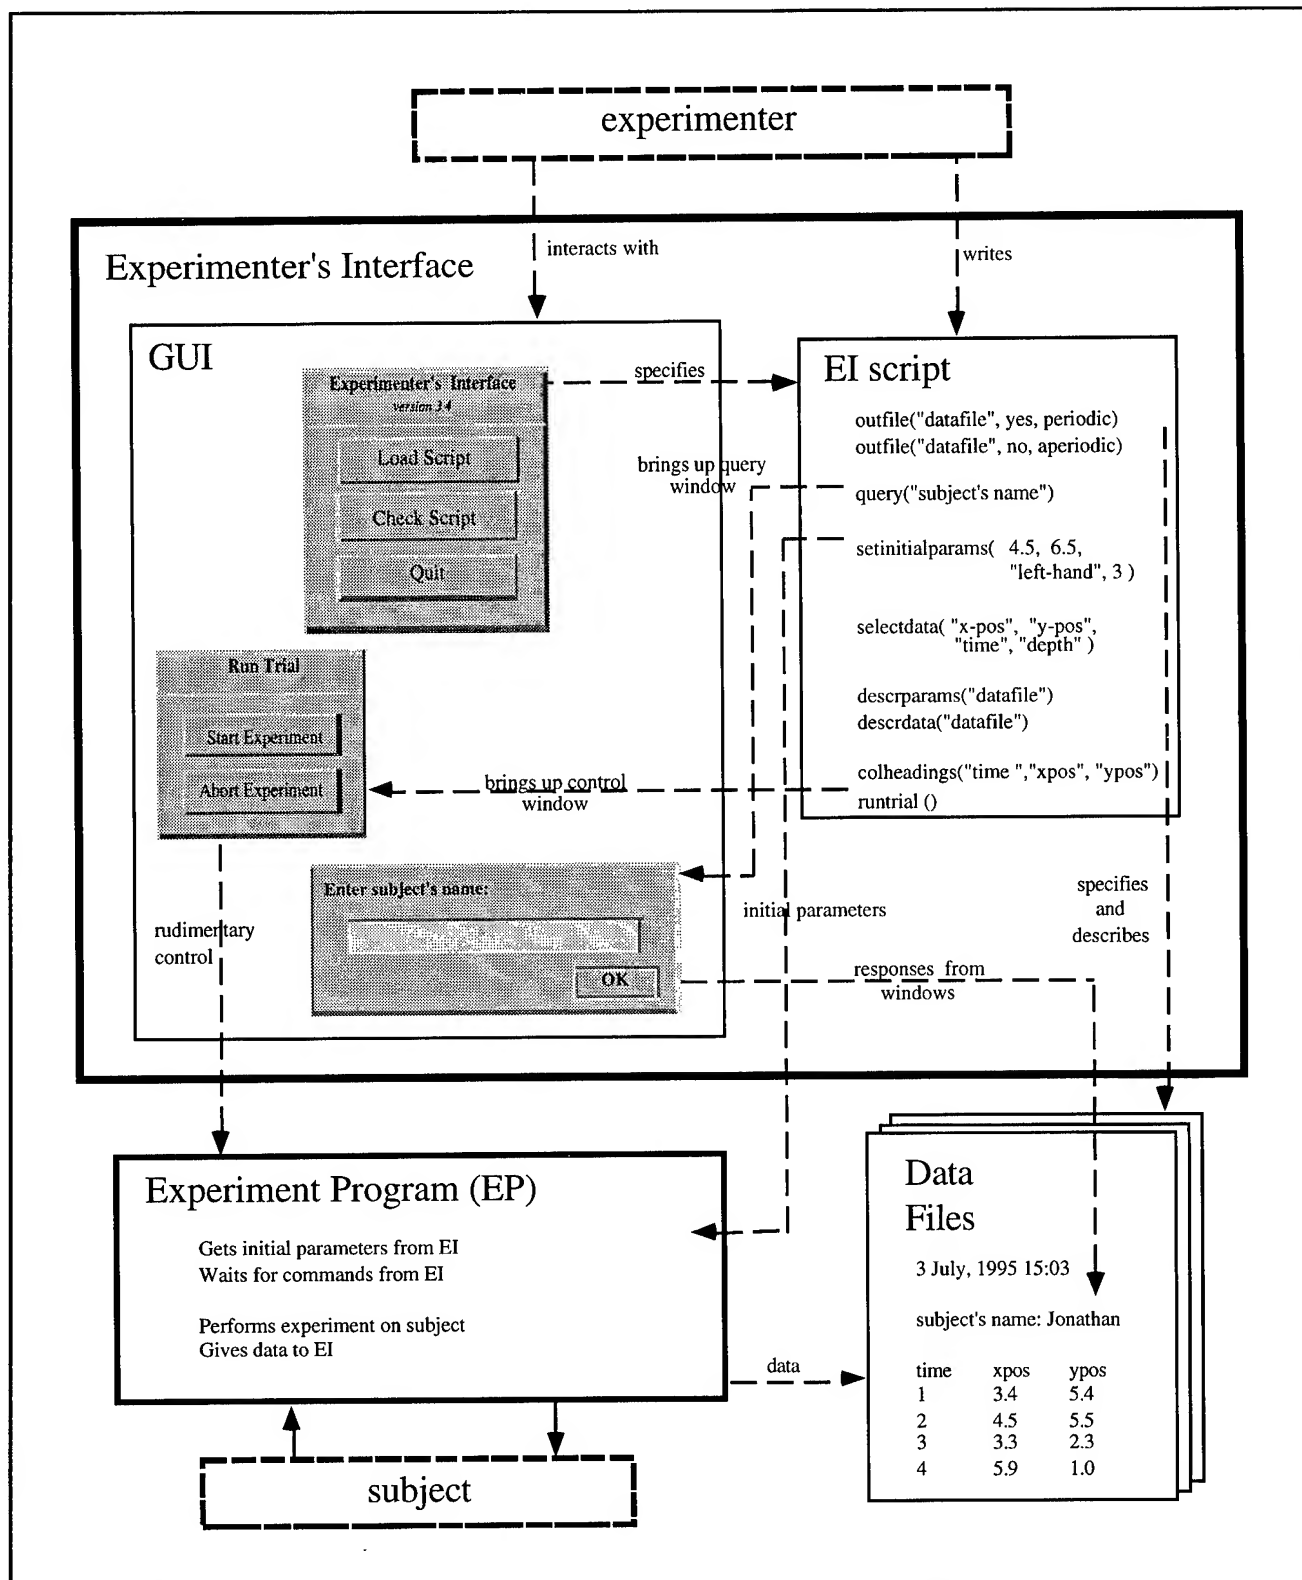 experimenter
interacts with
writes
Experimenter's Interface
GUI
Experimenter's Interface
version 3.4
Load Script
Check Script
Quit
specifies
EI script
outfile("datafile", yes, periodic)
outfile("datafile", no, aperiodic)
brings up query
window
query("subject's name")
setinitialparams( 4.5, 6.5,
"left-hand", 3 )
selectdata( "x-pos", "y-pos",
"time", "depth" )
descrparams("datafile")
descrdata("datafile")
colheadings("time ","xpos", "ypos")
runtrial ()
Run Trial
Start Experiment
Abort Experiment
brings up control
window
Enter subject's name:
OK
rudimentary
control
initial parameters
specifies
and
describes
responses from
windows
Experiment Program (EP)
Gets initial parameters from EI
Waits for commands from EI
Performs experiment on subject
Gives data to EI
data
Data
Files
3 July, 1995 15:03
subject's name: Jonathan
time xpos ypos
1 3.4 5.4
2 4.5 5.5
3 3.3 2.3
4 5.9 1.0
subject